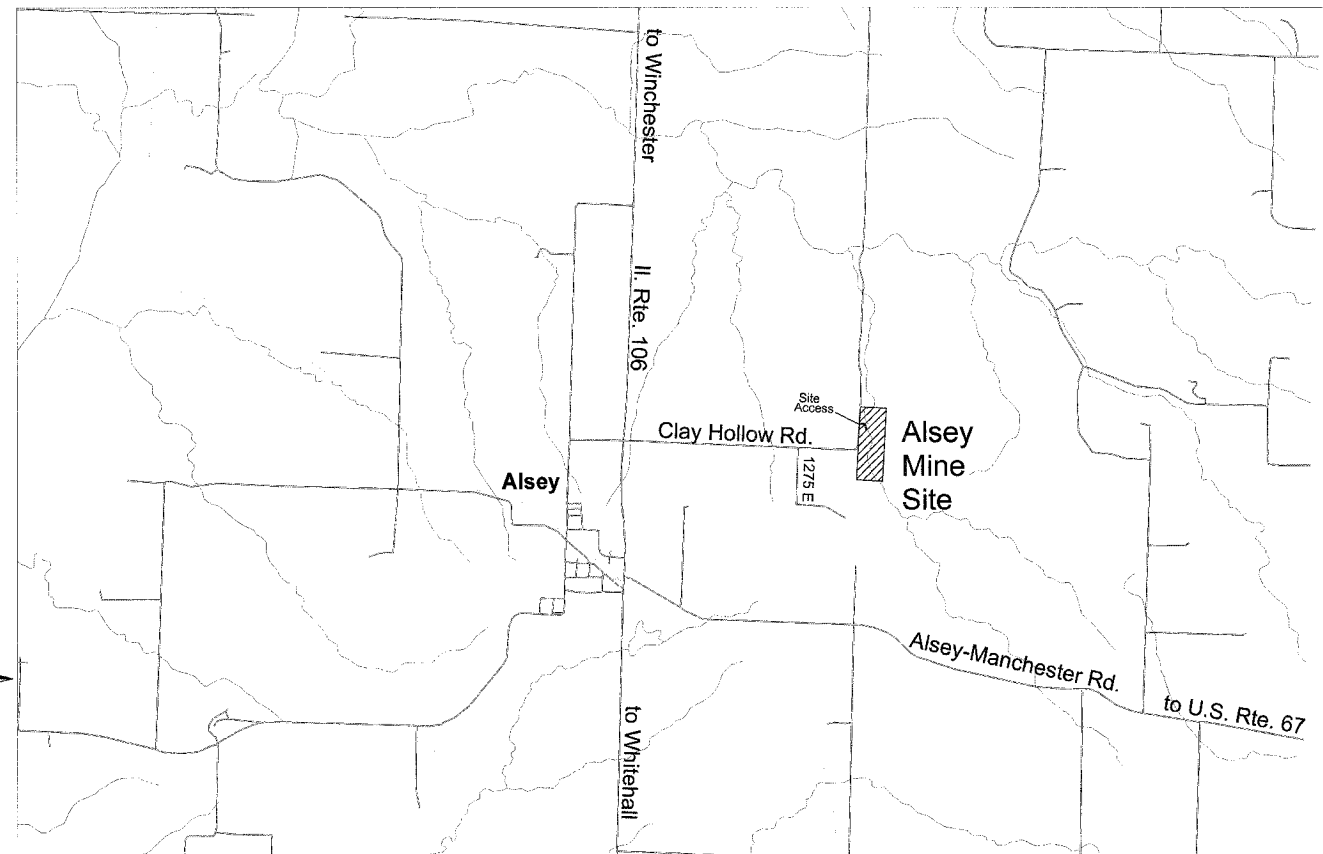 to Winchester
Il. Rte. 106
Site
Access
Clay Hollow Rd.
1275 E
Alsey
Mine
Site
Alsey
Alsey-Manchester Rd.
to U.S. Rte. 67
to Whitehall